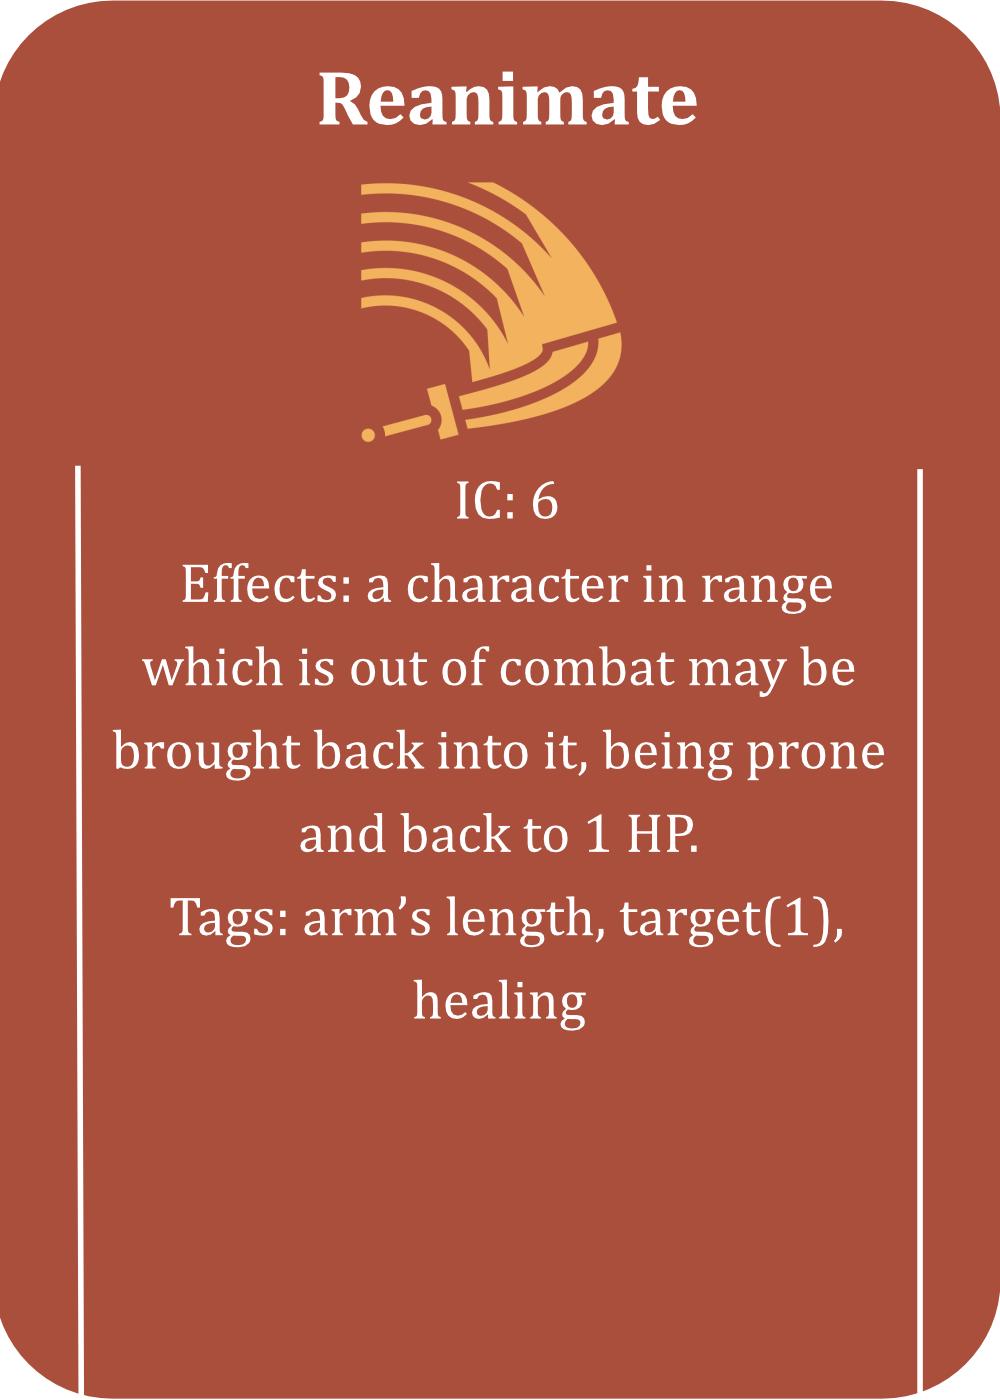 Reanimate
IC: 6
Effects: a character in range
which is out of combat may be
brought back into it, being prone
and back to 1 HP.
Tags: arm’s length, target(1),
healing